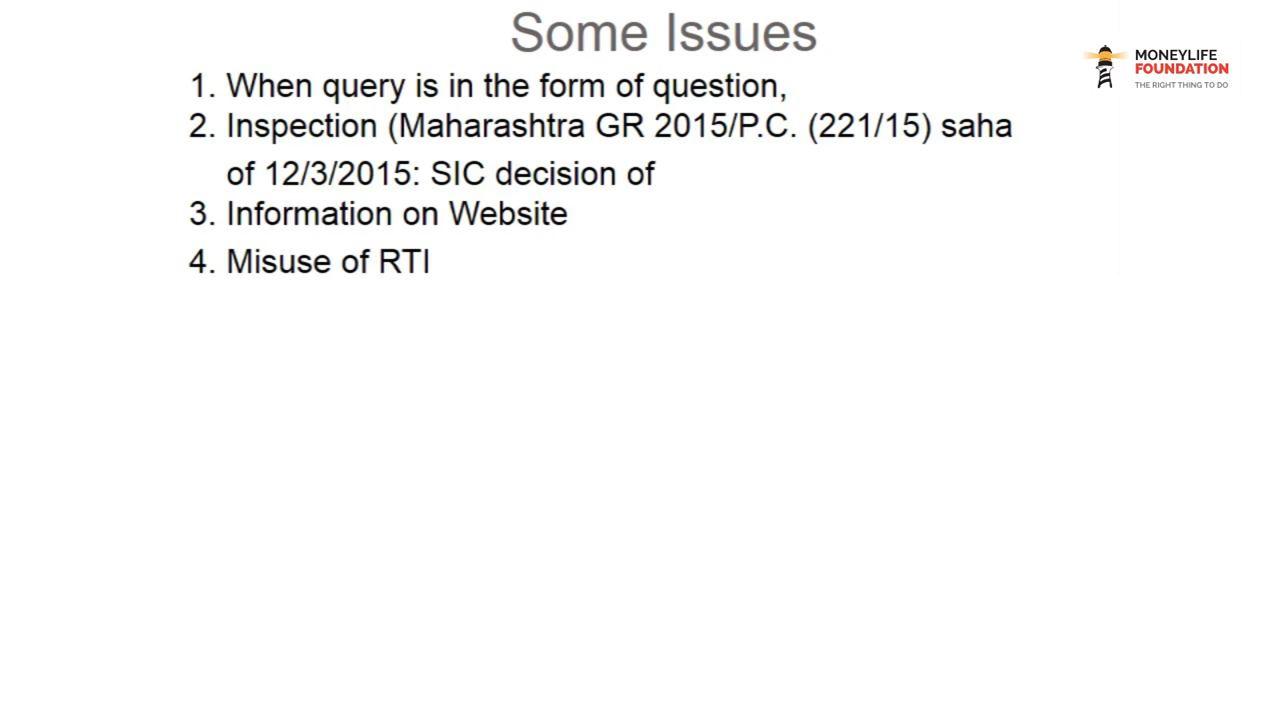 Some Issues
MONEYLIFE
FOUNDATION
THE RIGHT THING TO DO
1. When query is in the form of question,
2. Inspection (Maharashtra GR 2015/P.C. (221/15) saha
of 12/3/2015: SIC decision of
3. Information on Website
4. Misuse of RTI